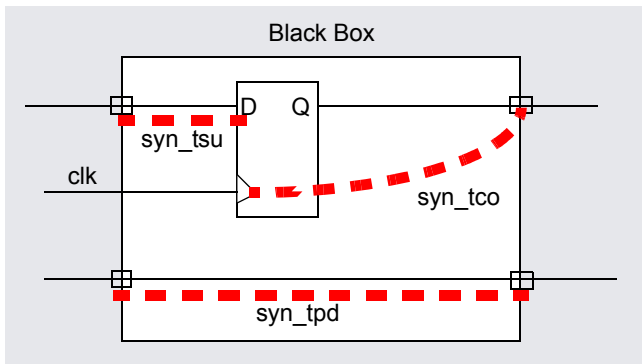 Black Box
D Q
syn_tsu
clk
syn_tco
syn_tpd